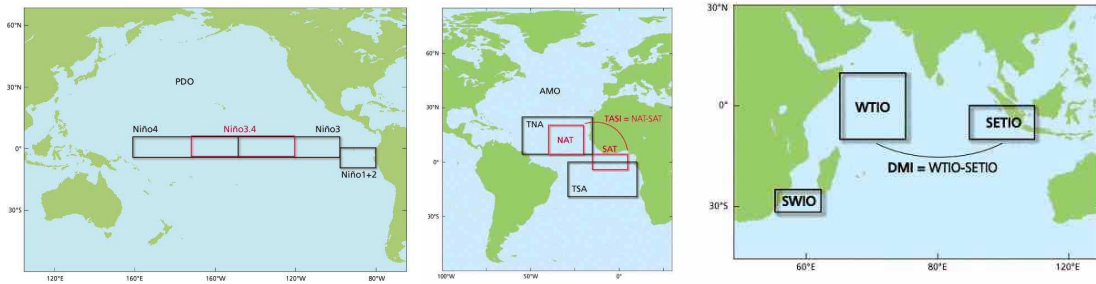 60°N
30°N
0°
30°S
PDO
Niño4
Niño3.4
Niño3
Niño1+2
120°E
160°E
160°W
120°W
80°W
60°N
30°N
0°
30°S
AMO
TNA
TASI = NAT-SAT
NAT
SAT
TSA
100°W
50°W
0°
30°N
0°
30°S
WTIO
SETIO
DMI = WTIO-SETIO
SWIO
60°E
80°E
120°E